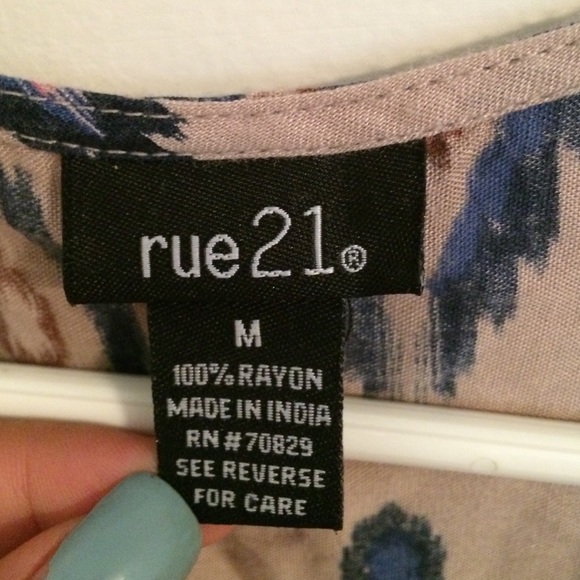 rue21®
M
100% RAYON
MADE IN INDIA
RN #70829
SEE REVERSE
FOR CARE